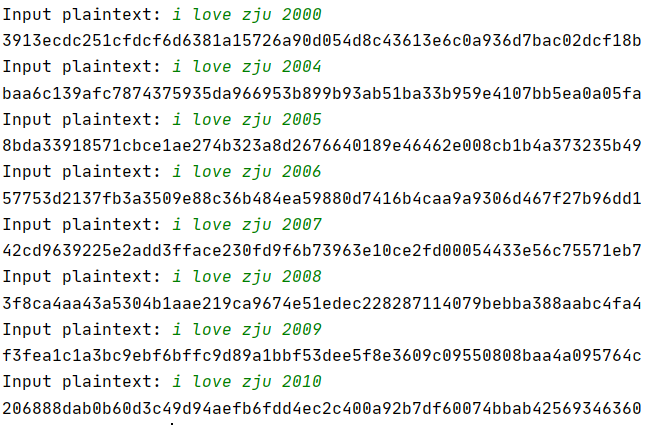 Input plaintext: i love zju 2000
3913ecdc251cfdcf6d6381a15726a90d054d8c43613e6c0a936d7bac02dcf18b
Input plaintext: i love zju 2004
baa6c139afc7874375935da966953b899b93ab51ba33b959e4107bb5ea0a05fa
Input plaintext: i love zju 2005
8bda33918571cbce1ae274b323a8d2676640189e46462e008cb1b4a373235b49
Input plaintext: i love zju 2006
57753d2137fb3a3509e88c36b484ea59880d7416b4caa9a9306d467f27b96dd1
Input plaintext: i love zju 2007
42cd9639225e2add3fface230fd9f6b73963e10ce2fd00054433e56c75571eb7
Input plaintext: i love zju 2008
3f8ca4aa43a5304b1aae219ca9674e51edec228287114079bebba388aabc4fa4
Input plaintext: i love zju 2009
f3fea1c1a3bc9ebf6bffc9d89a1bbf53dee5f8e3609c09550808baa4a095764c
Input plaintext: i love zju 2010
206888dab0b60d3c49d94aefb6fdd4ec2c400a92b7df60074bbab42569346360